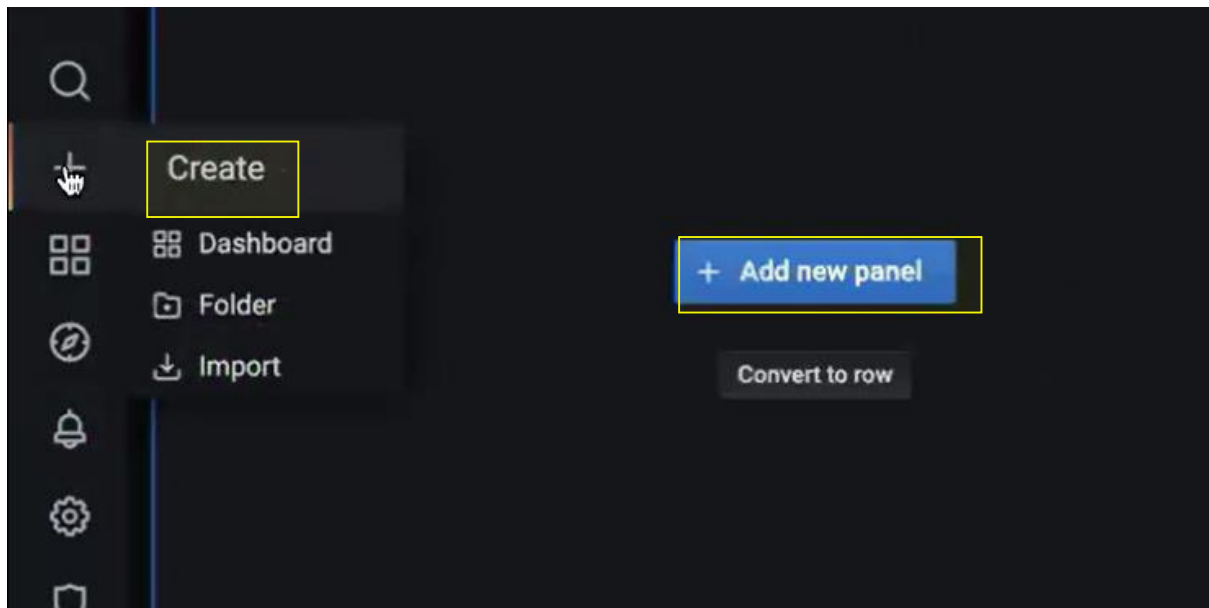 Create
Dashboard
Folder
Import
+ Add new panel
Convert to row